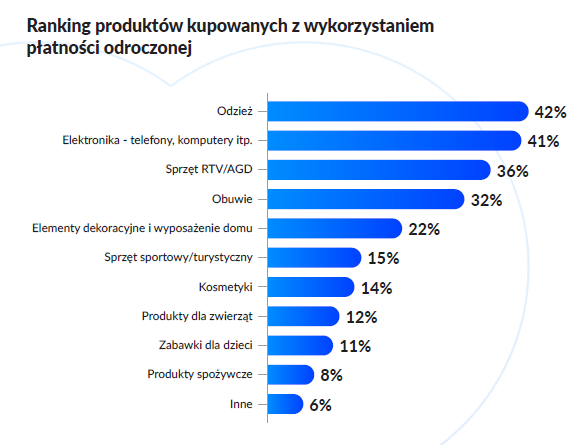 Ranking produktów kupowanych z wykorzystaniem
płatności odroczonej
Odzież 42%
Elektronika - telefony, komputery itp. 41%
Sprzęt RTV/AGD 36%
Obuwie 32%
Elementy dekoracyjne i wyposażenie domu 22%
Sprzęt sportowy/turystyczny 15%
Kosmetyki 14%
Produkty dla zwierząt 12%
Zabawki dla dzieci 11%
Produkty spożywcze 8%
Inne 6%